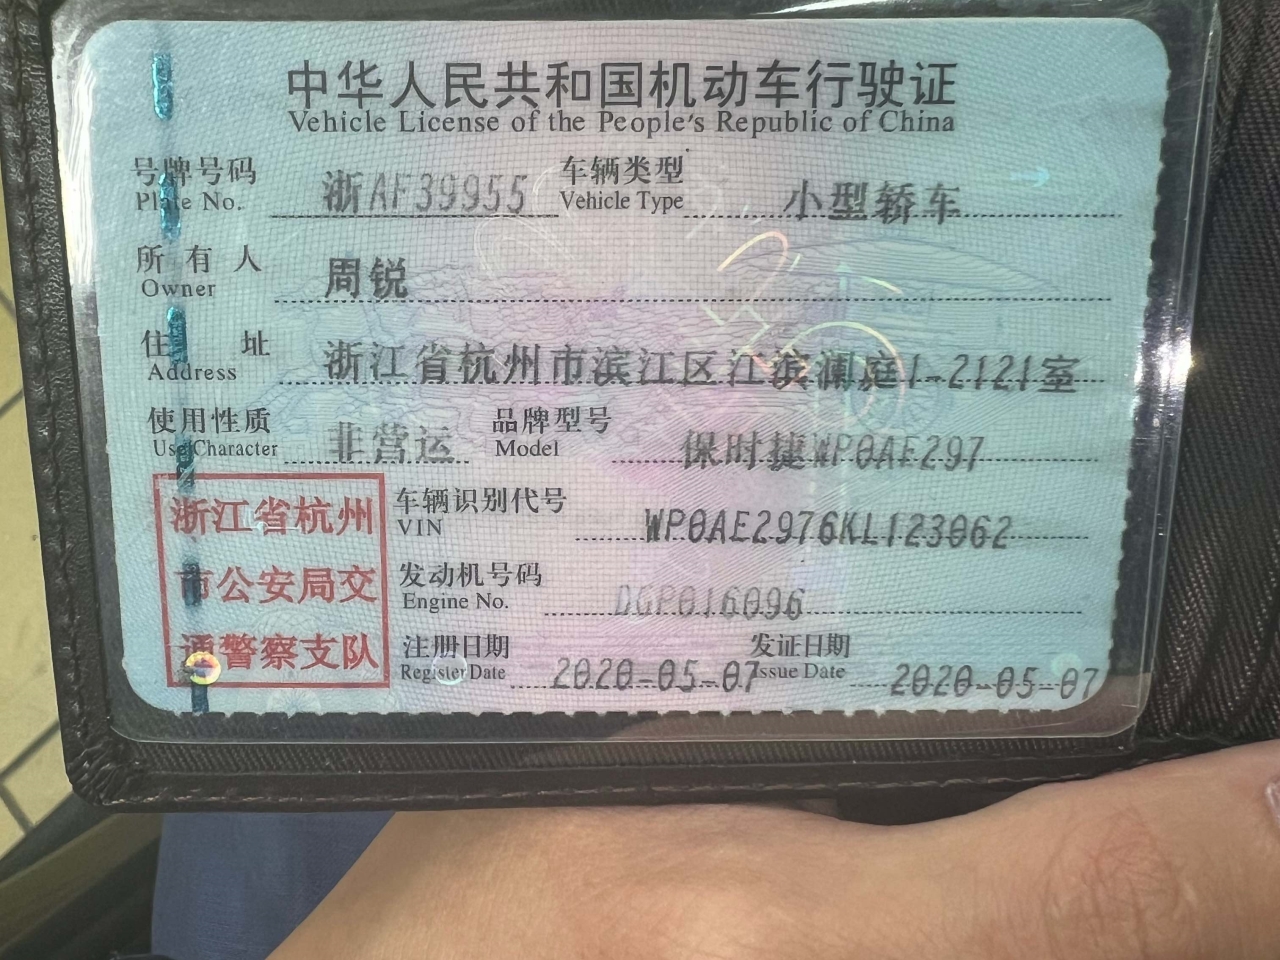 中华人民共和国机动车行驶证
Vehicle License of the People's Republic of China
号牌号码 浙AF39955 车辆类型 小型轿车
Plate No. Vehicle Type
所有人 周锐
Owner
住址 浙江省杭州市滨江区江滨澜庭1-2121室
Address
使用性质 非营运 品牌型号 保时捷WP0AE297
Use Character Model
浙江省杭州
市公安局交
通警察支队
车辆识别代号 WP0AE2976KL123062
VIN
发动机号码 DGP016096
Engine No.
注册日期 2020-05-07 发证日期 2020-05-07
Register Date Issue Date